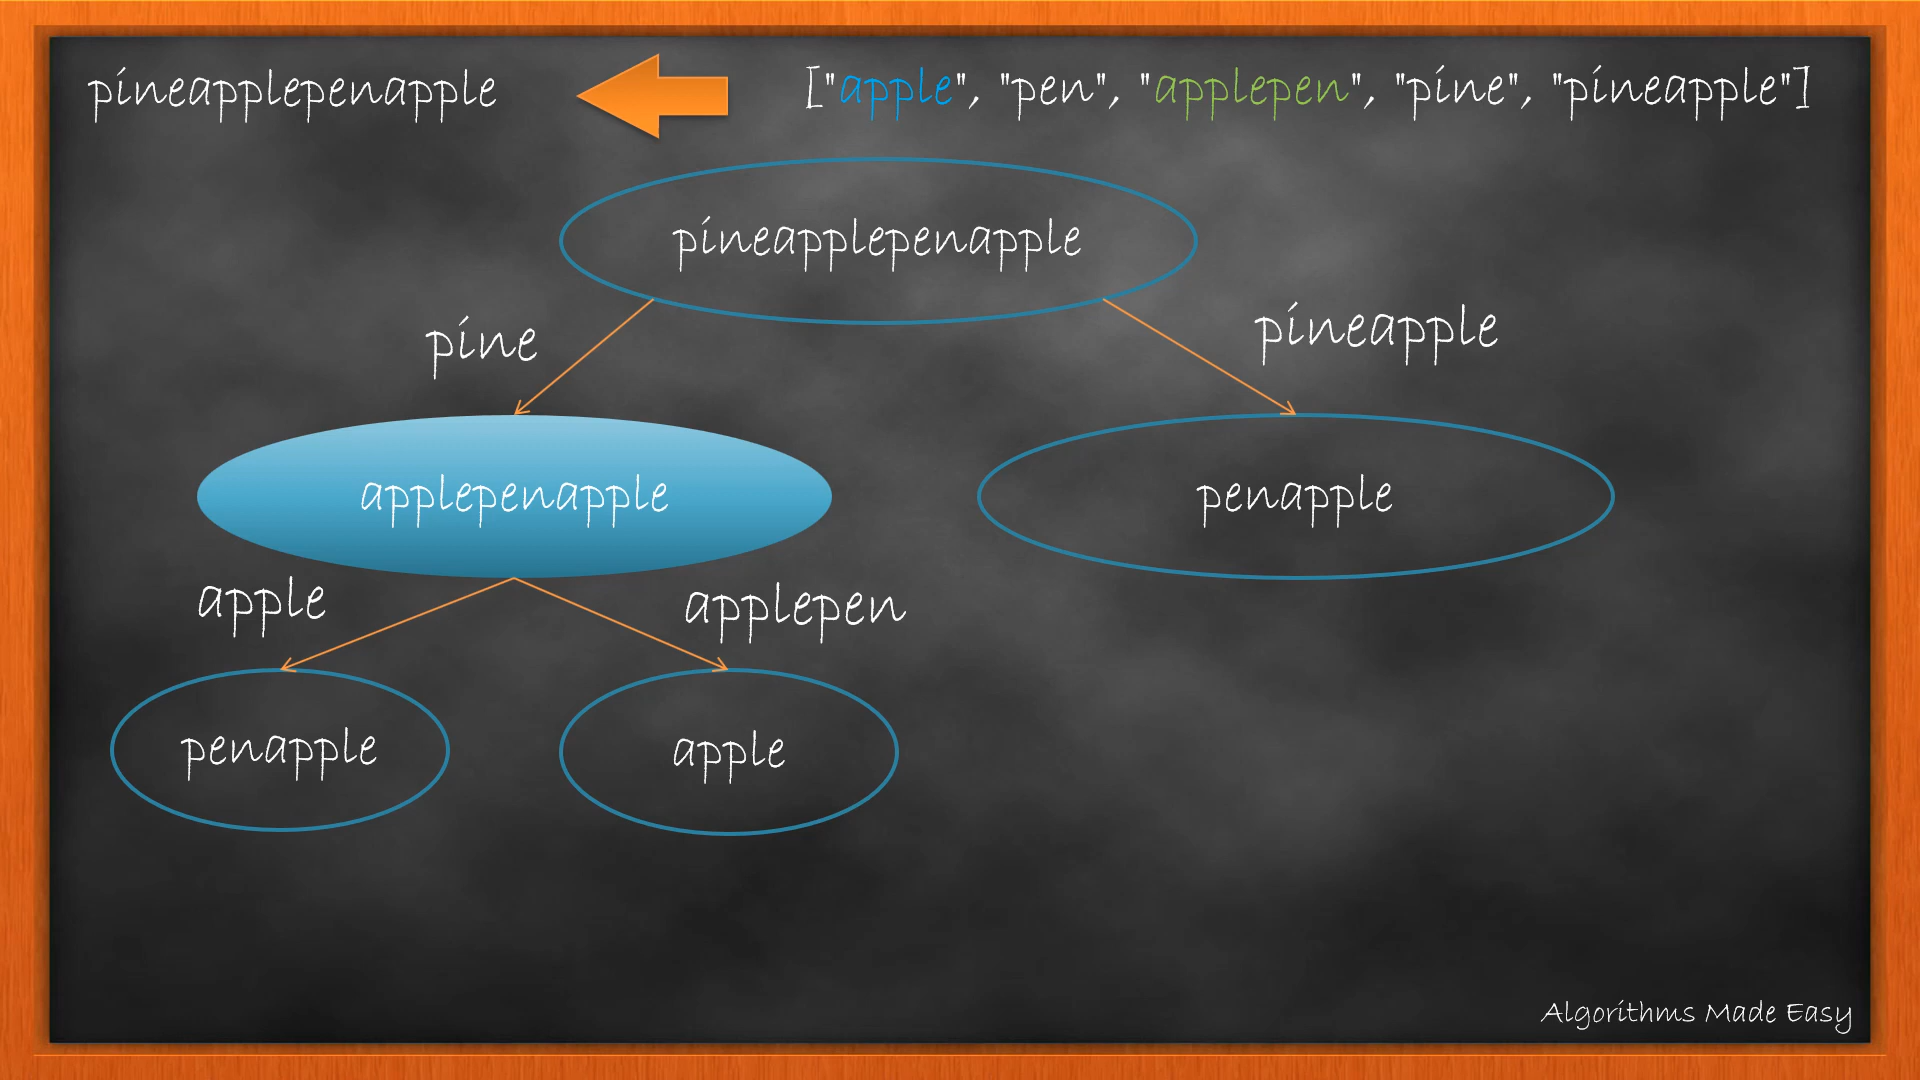 pineapplepenapple
["apple", "pen", "applepen", "pine", "pineapple"]
pineapplepenapple
pine
pineapple
applepenapple
penapple
apple
applepen
penapple
apple
Algorithms Made Easy